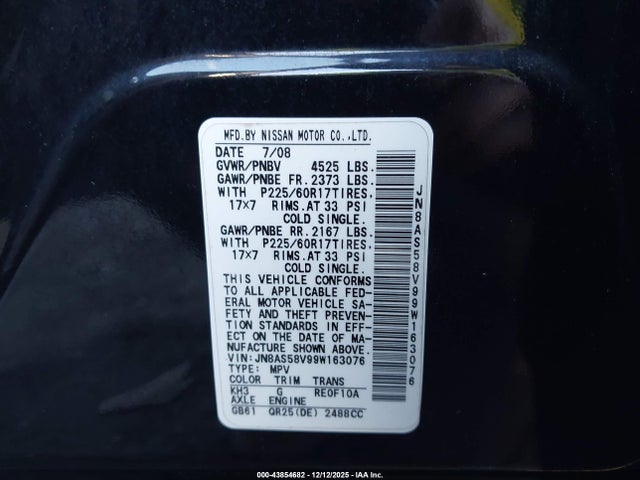 MFD.BY NISSAN MOTOR CO.,LTD.
DATE 7/08
GVWR/PNBV 4525 LBS.
GAWR/PNBE FR. 2373 LBS.
WITH P225/60R17TIRES.
17×7 RIMS.AT 33 PSI
COLD SINGLE.
GAWR/PNBE RR. 2167 LBS.
WITH P225/60R17TIRES.
17×7 RIMS.AT 33 PSI
COLD SINGLE.
THIS VEHICLE CONFORMS
TO ALL APPLICABLE FED-
ERAL MOTOR VEHICLE SA-
FETY AND THEFT PREVEN-
TION STANDARDS IN EFF-
ECT ON THE DATE OF MA-
NUFACTURE SHOWN ABOVE.
VIN:JN8AS58V99W163076
TYPE: MPV
COLOR TRIM TRANS
KH3 G RE0F10A
AXLE ENGINE
GB61 QR25(DE) 2488CC
JN8AS58V99W163076
000-43854682 - 12/12/2025 - IAA Inc.